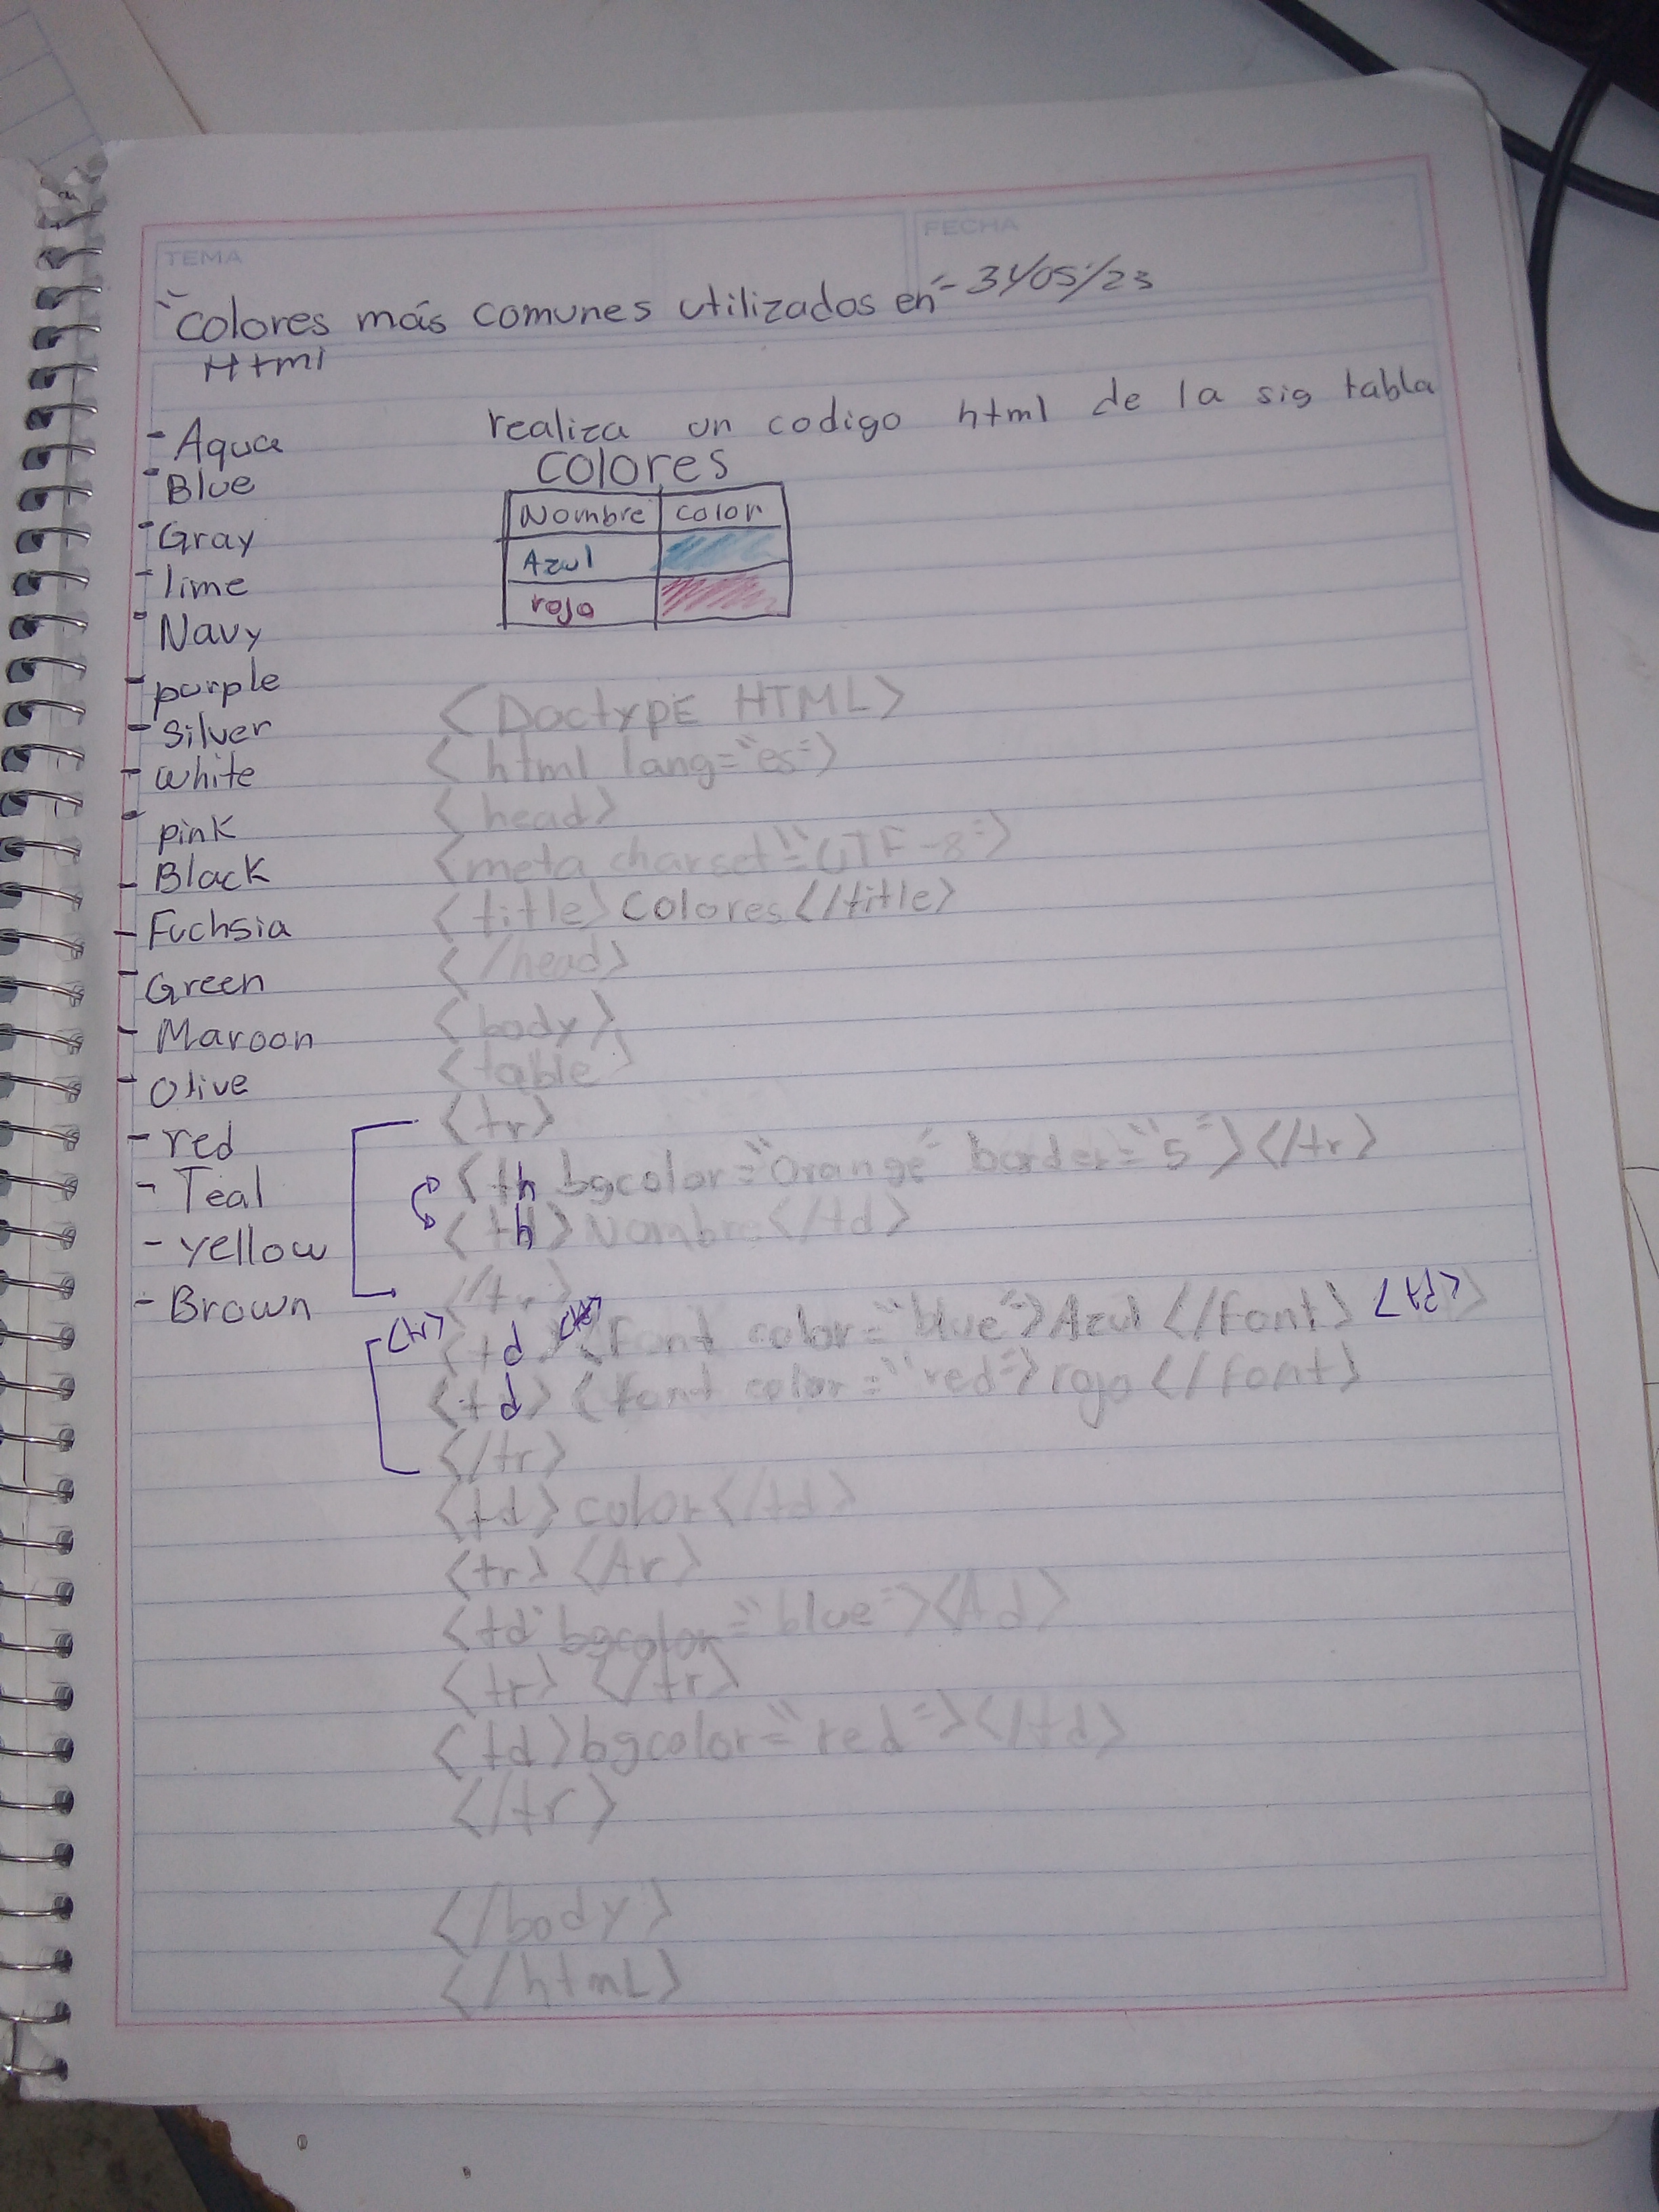 TEMA
FECHA
"colores más comunes utilizados en"- 31/05/23
Html
- Aqua
- Blue
- Gray
- lime
- Navy
- purple
- Silver
- white
- pink
- Black
- Fuchsia
- Green
- Maroon
- Olive
- red
- Teal
- yellow
- Brown
realiza un codigo html de la sig tabla
colores
Nombre color
Azul
rojo
<DoctypE HTML>
<html lang="es">
<head>
<meta charset="UTF-8">
<title>Colores</title>
</head>
<body>
<table>
<tr>
<th bgcolor="Orange" border="5"></tr>
<th>Nombre</td>
</tr>
<tr>
<td> <Font color="blue">Azul</font> <td>
<td> <font color="red">rojo</font>
</tr>
<td>color</td>
<tr> </tr>
<td bgcolor="blue"></td>
<tr> </tr>
<td>bgcolor="red"></td>
</tr>
</body>
</htmL>